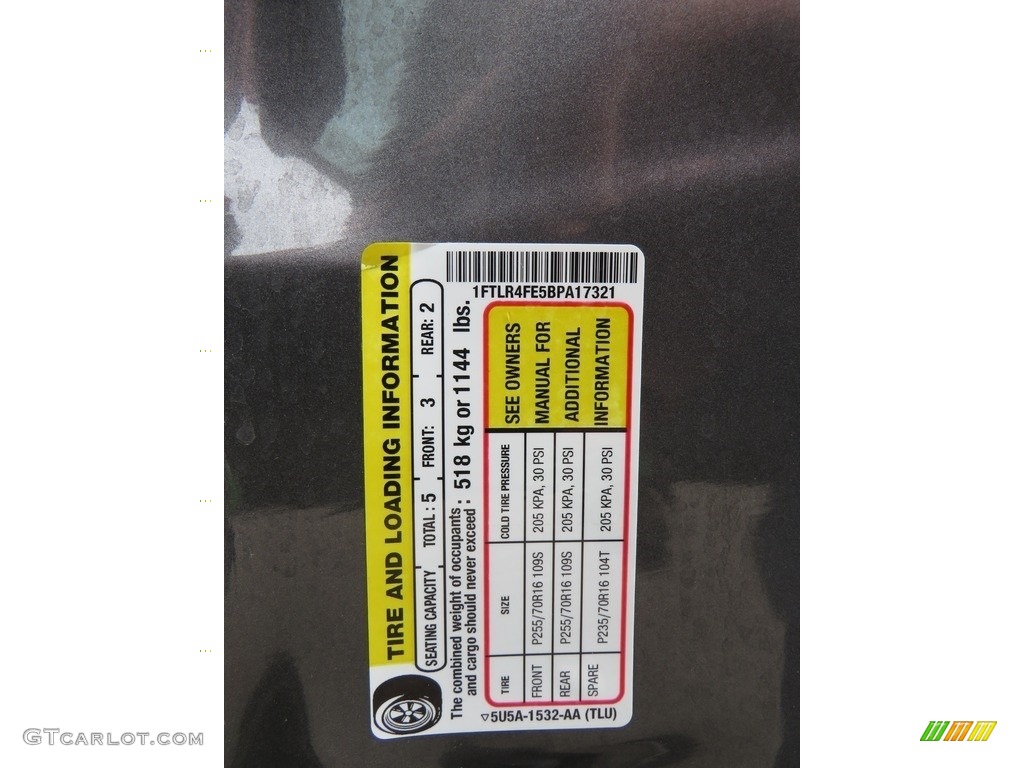 TIRE AND LOADING INFORMATION
SEATING CAPACITY TOTAL: 5 FRONT: 3 REAR: 2
The combined weight of occupants
and cargo should never exceed : 518 kg or 1144 lbs.
1FTLR4FE5BPA17321
TIRE SIZE COLD TIRE PRESSURE
FRONT P255/70R16 109S 205 KPA, 30 PSI
REAR P255/70R16 109S 205 KPA, 30 PSI
SPARE P235/70R16 104T 205 KPA, 30 PSI
SEE OWNERS
MANUAL FOR
ADDITIONAL
INFORMATION
▽5U5A-1532-AA (TLU)
GTCARLOT.COM